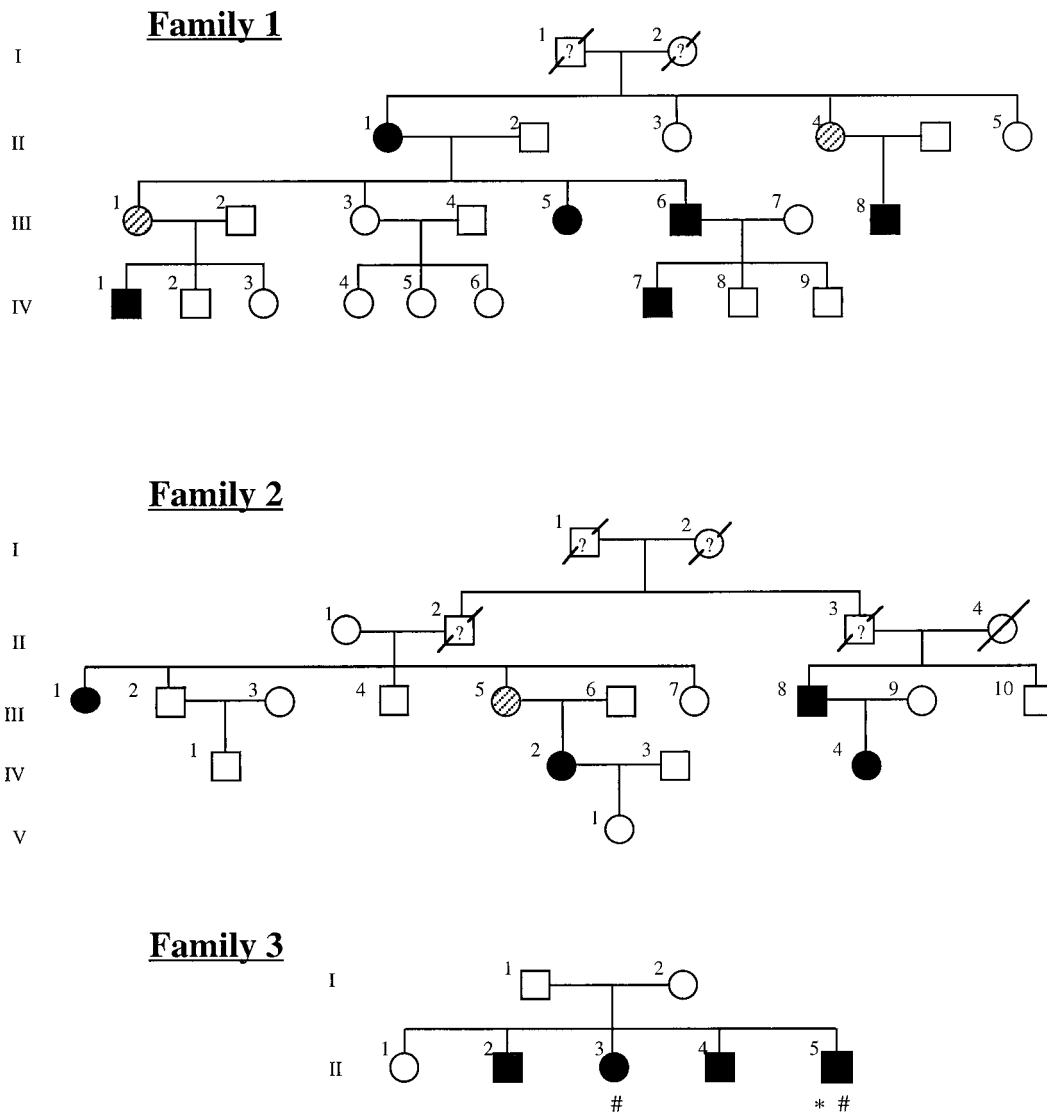 Family 1
I 1 ? 2 ?
II 1 2 3 4 5
III 1 2 3 4 5 6 7 8
IV 1 2 3 4 5 6 7 8 9
Family 2
I 1 ? 2 ?
II 1 2 ? 3 ? 4
III 1 2 3 4 5 6 7 8 9 10
IV 1 2 3 4
V 1
Family 3
I 1 2
II 1 2 3 4 5
# * #